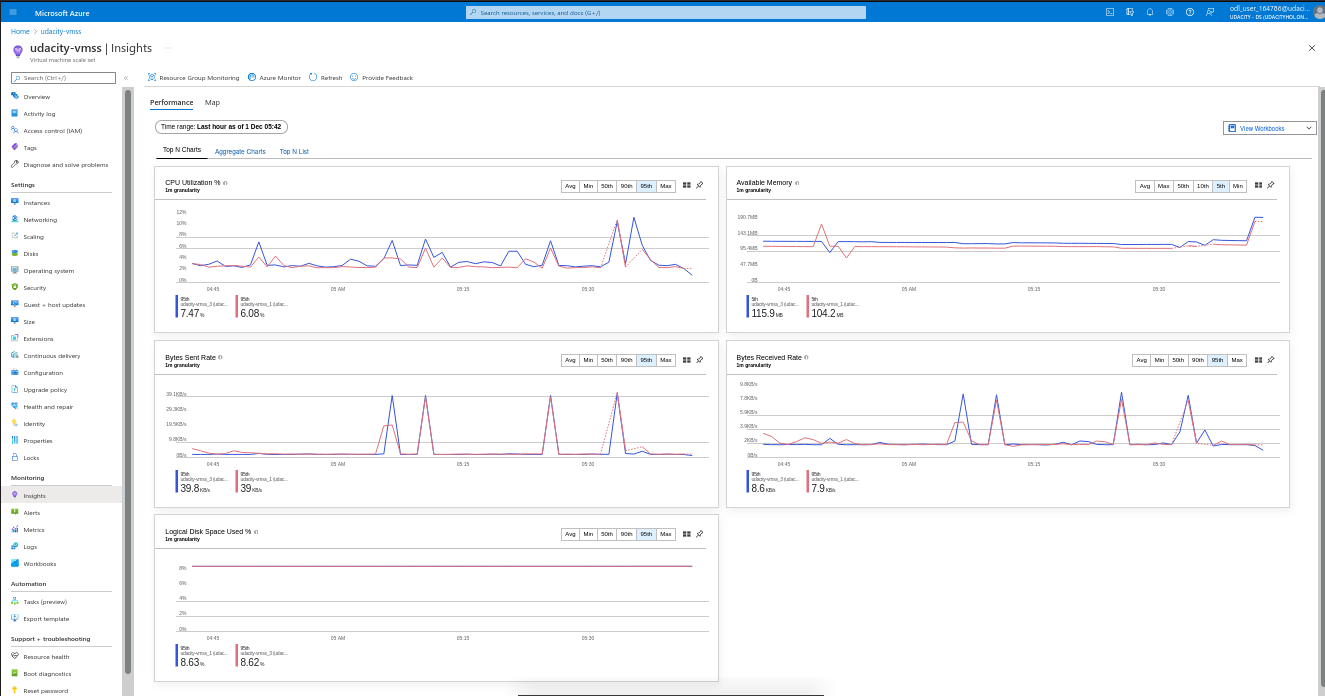 Microsoft Azure
Search resources, services, and docs (G+/)
odl_user_164786@udaci...
UDACITY - DS (UDACITYHOLON...
Home > udacity-vmss
udacity-vmss | Insights ...
Virtual machine scale set
Search (Ctrl+/)
Overview
Activity log
Access control (IAM)
Tags
Diagnose and solve problems
Settings
Instances
Networking
Scaling
Disks
Operating system
Security
Guest + host updates
Size
Extensions
Continuous delivery
Configuration
Upgrade policy
Health and repair
Identity
Properties
Locks
Monitoring
Insights
Alerts
Metrics
Logs
Workbooks
Automation
Tasks (preview)
Export template
Support + troubleshooting
Resource health
Boot diagnostics
Reset password
Resource Group Monitoring Azure Monitor Refresh Provide Feedback
Performance Map
Time range: Last hour as of 1 Dec 05:42
View Workbooks
Top N Charts Aggregate Charts Top N List
CPU Utilization %
1m granularity
Avg Min 50th 90th 95th Max
12%
10%
8%
6%
4%
2%
0%
04:45 05 AM 05:15 05:30
95th 95th
udacity-vmss_3 (udac... udacity-vmss_1 (udac...
7.47% 6.08%
Available Memory
1m granularity
Avg Max 50th 10th 5th Min
190.7MB
143.1MB
95.4MB
47.7MB
0B
04:45 05 AM 05:15 05:30
5th 5th
udacity-vmss_3 (udac... udacity-vmss_1 (udac...
115.9MB 104.2MB
Bytes Sent Rate
1m granularity
Avg Min 50th 90th 95th Max
39.1KB/s
29.3KB/s
19.5KB/s
9.8KB/s
0B/s
04:45 05 AM 05:15 05:30
95th 95th
udacity-vmss_3 (udac... udacity-vmss_1 (udac...
39.8KB/s 39KB/s
Bytes Received Rate
1m granularity
Avg Min 50th 90th 95th Max
9.8KB/s
7.8KB/s
5.9KB/s
3.9KB/s
2KB/s
0B/s
04:45 05 AM 05:15 05:30
95th 95th
udacity-vmss_3 (udac... udacity-vmss_1 (udac...
8.6KB/s 7.9KB/s
Logical Disk Space Used %
1m granularity
Avg Min 50th 90th 95th Max
8%
6%
4%
2%
0%
04:45 05 AM 05:15 05:30
95th 95th
udacity-vmss_1 (udac... udacity-vmss_3 (udac...
8.63% 8.62%